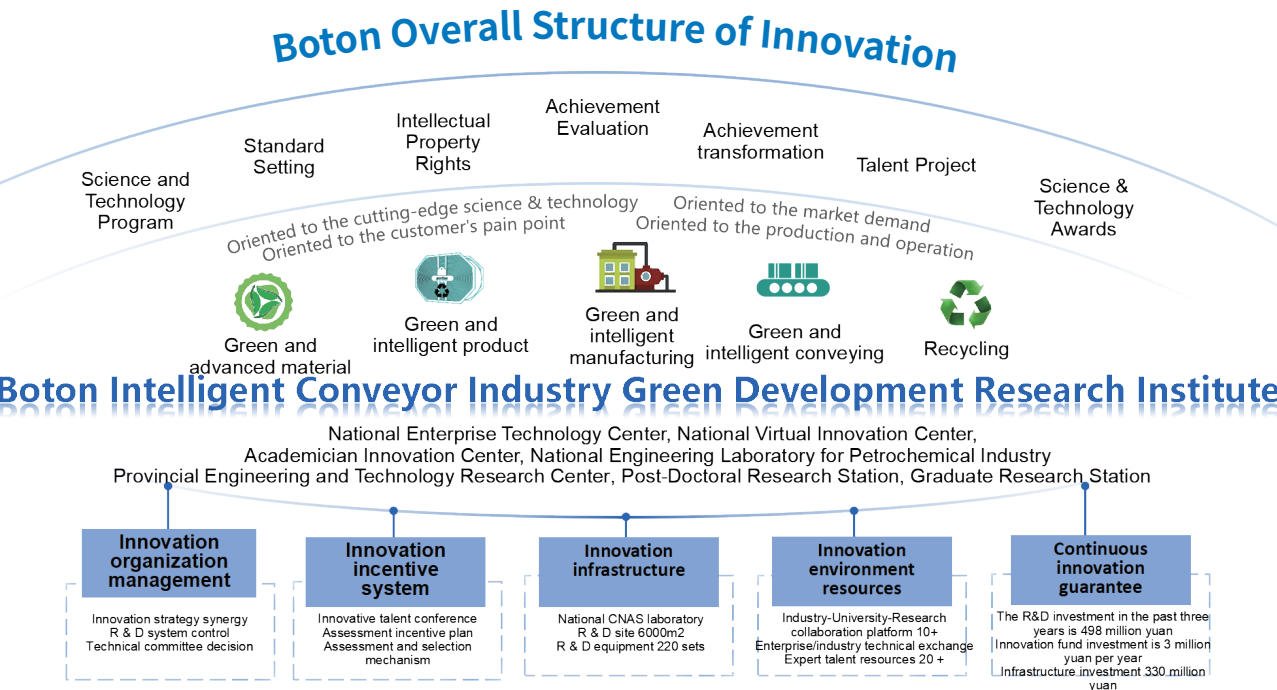 Boton Overall Structure of Innovation
Science and
Technology
Program
Standard
Setting
Intellectual
Property
Rights
Achievement
Evaluation
Achievement
transformation
Talent Project
Science &
Technology
Awards
Oriented to the cutting-edge science & technology
Oriented to the customer's pain point
Oriented to the market demand
Oriented to the production and operation
Green and
advanced material
Green and
intelligent product
Green and
intelligent
manufacturing
Green and
intelligent conveying
Recycling
Boton Intelligent Conveyor Industry Green Development Research Institute
National Enterprise Technology Center, National Virtual Innovation Center,
Academician Innovation Center, National Engineering Laboratory for Petrochemical Industry
Provincial Engineering and Technology Research Center, Post-Doctoral Research Station, Graduate Research Station
Innovation
organization
management
Innovation strategy synergy
R & D system control
Technical committee decision
Innovation
incentive
system
Innovative talent conference
Assessment incentive plan
Assessment and selection
mechanism
Innovation
infrastructure
National CNAS laboratory
R & D site 6000m2
R & D equipment 220 sets
Innovation
environment
resources
Industry-University-Research
collaboration platform 10+
Enterprise/industry technical exchange
Expert talent resources 20 +
Continuous
innovation
guarantee
The R&D investment in the past three
years is 498 million yuan
Innovation fund investment is 3 million
yuan per year
Infrastructure investment 330 million
yuan